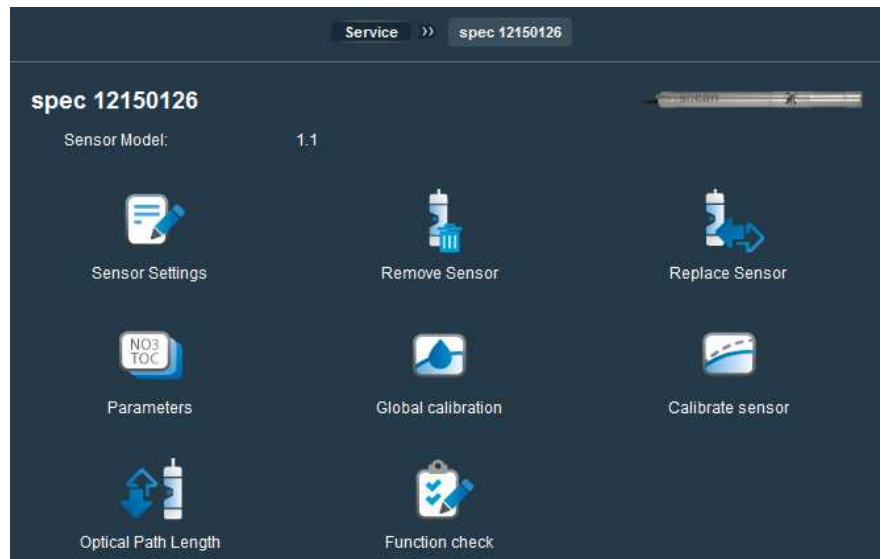 Service >> spec 12150126
spec 12150126
s::can
Sensor Model: 1.1
Sensor Settings Remove Sensor Replace Sensor
NO3
TOC
Parameters Global calibration Calibrate sensor
Optical Path Length Function check